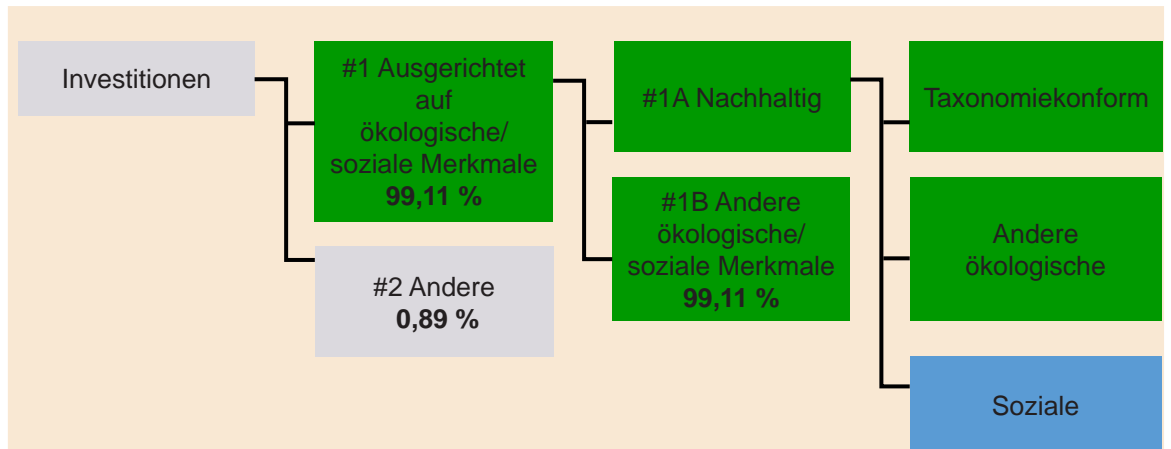 Investitionen
#1 Ausgerichtet
auf
ökologische/
soziale Merkmale
99,11 %
#2 Andere
0,89 %
#1A Nachhaltig
#1B Andere
ökologische/
soziale Merkmale
99,11 %
Taxonomiekonform
Andere
ökologische
Soziale